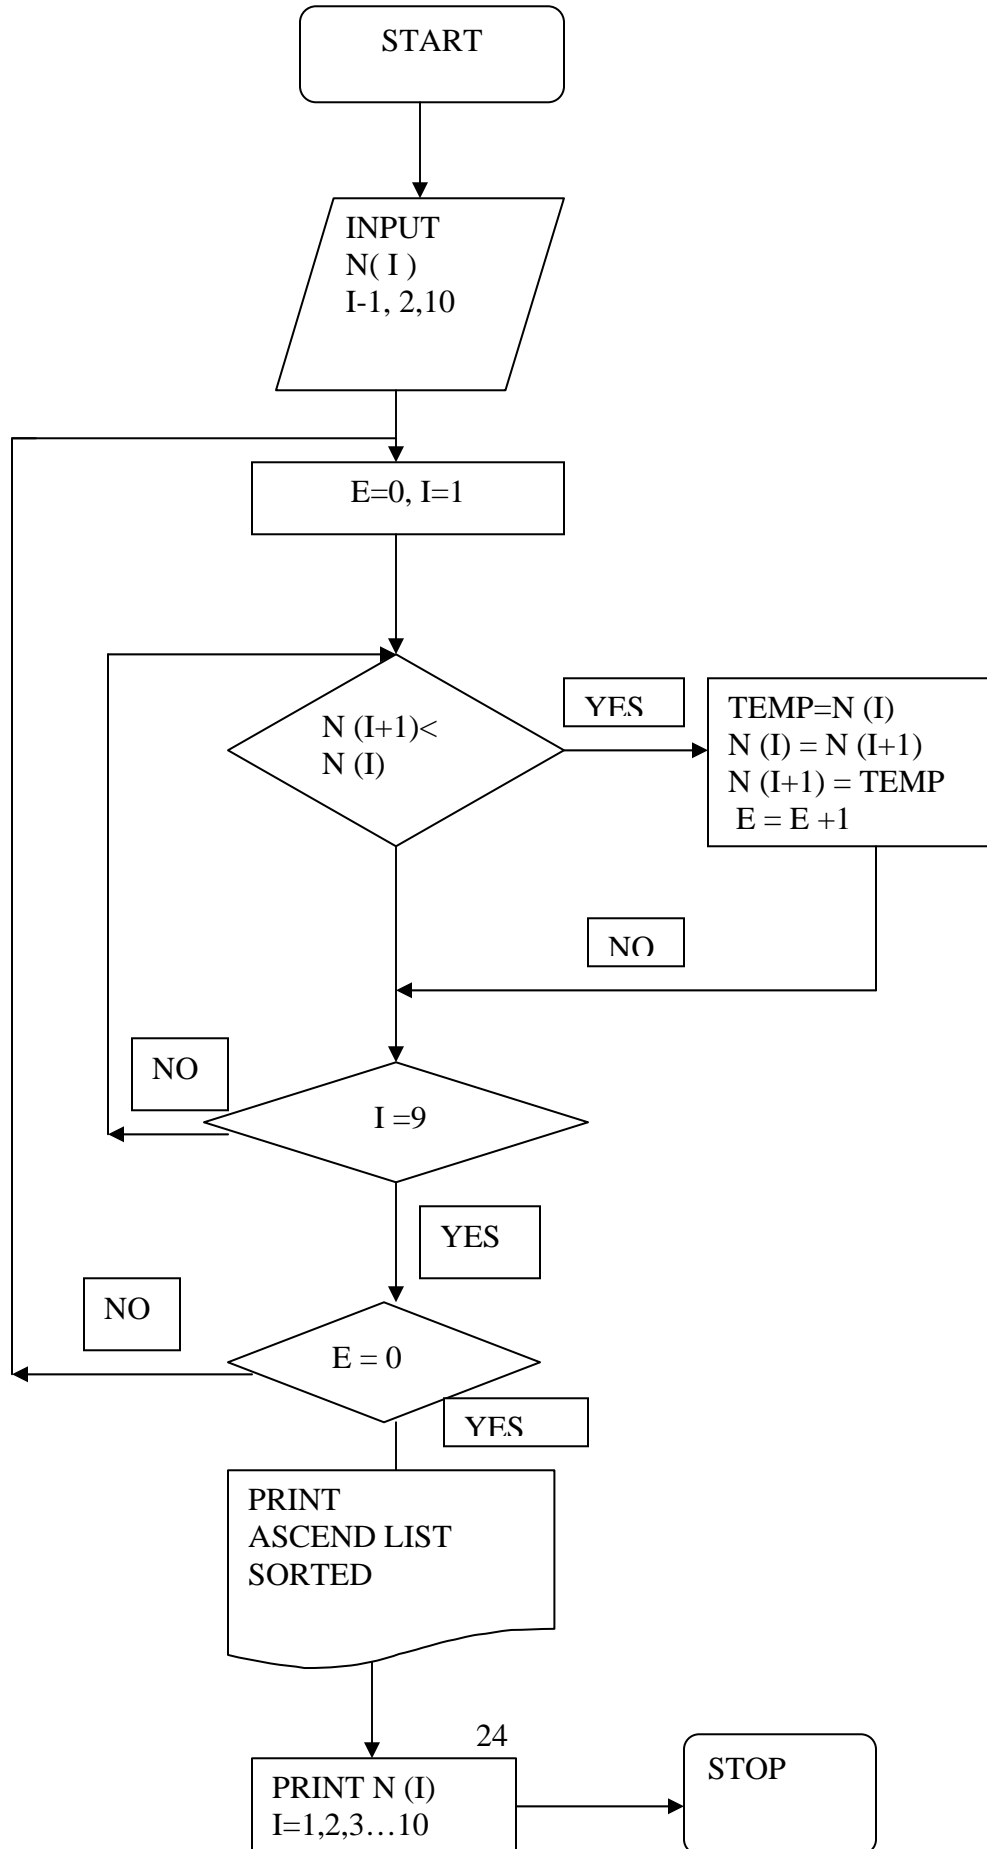 START
INPUT
N( I )
I-1, 2,10
E=0, I=1
N (I+1)<
N (I)
YES
TEMP=N (I)
N (I) = N (I+1)
N (I+1) = TEMP
E = E +1
NO
NO
I =9
YES
NO
E = 0
YES
PRINT
ASCEND LIST
SORTED
24
PRINT N (I)
I=1,2,3…10
STOP